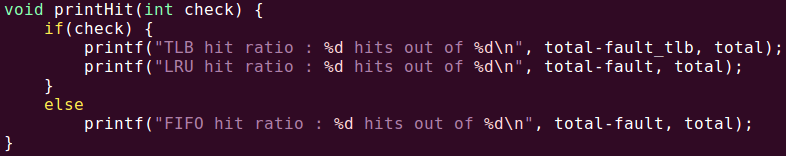 void printHit(int check) {
    if(check) {
        printf("TLB hit ratio : %d hits out of %d\n", total-fault_tlb, total);
        printf("LRU hit ratio : %d hits out of %d\n", total-fault, total);
    }
    else
        printf("FIFO hit ratio : %d hits out of %d\n", total-fault, total);
}